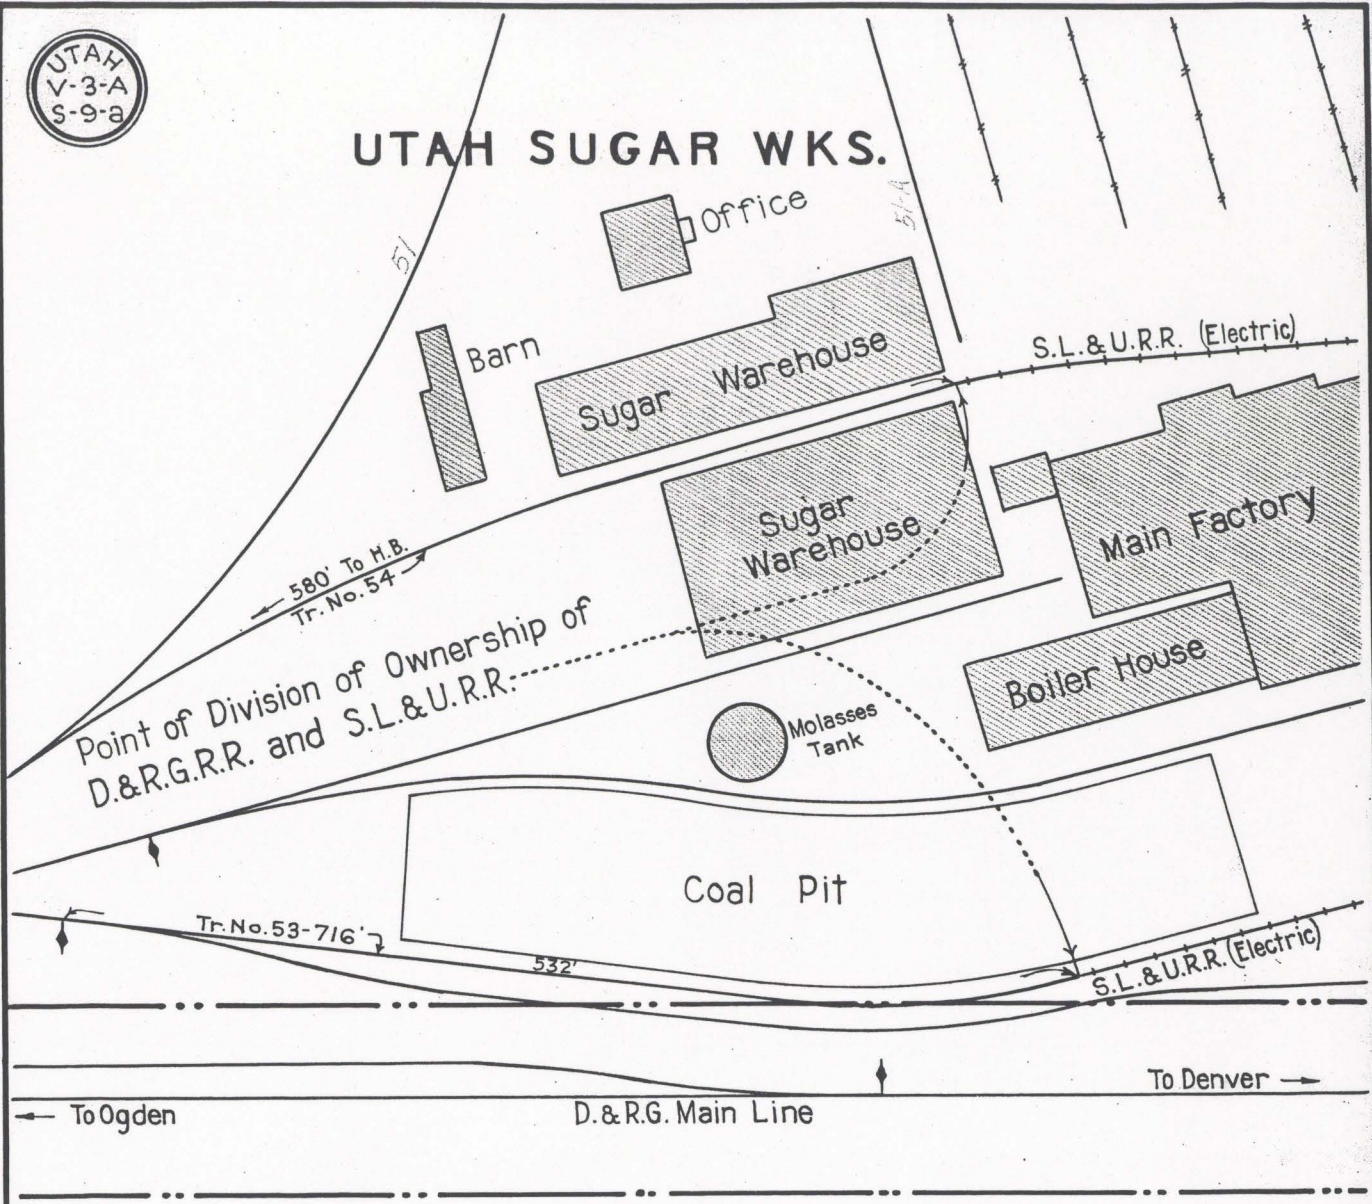 UTAH
V-3-A
S-9-a
UTAH SUGAR WKS.
51
Office
51-A
Barn
Sugar Warehouse
S.L.&U.R.R. (Electric)
Sugar
Warehouse
Main Factory
580' To H.B.
Tr. No. 54
Point of Division of Ownership of
D.&R.G.R.R. and S.L.&U.R.R.
Boiler House
Molasses
Tank
Coal Pit
Tr. No. 53-716'
532'
S.L.&U.R.R. (Electric)
To Denver
To Ogden
D.&R.G. Main Line